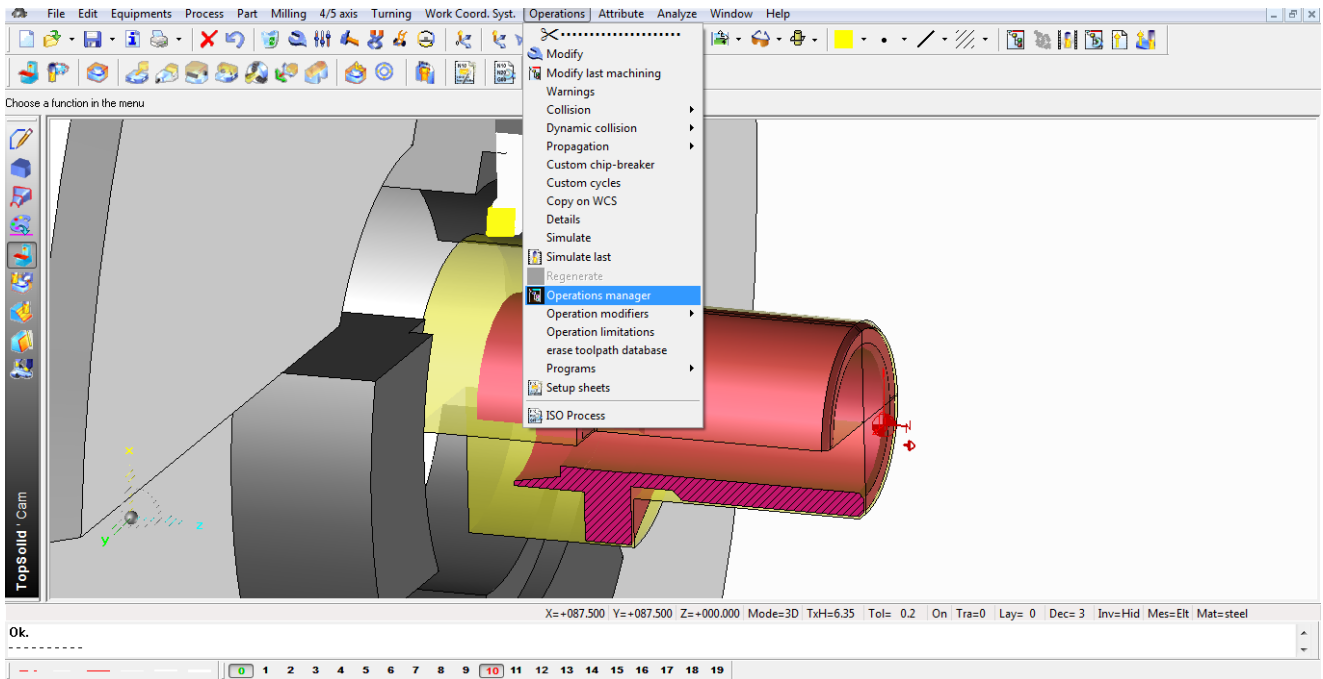 File Edit Equipments Process Part Milling 4/5 axis Turning Work Coord. Syst. Operations Attribute Analyze Window Help
Choose a function in the menu
Modify
Modify last machining
Warnings
Collision
Dynamic collision
Propagation
Custom chip-breaker
Custom cycles
Copy on WCS
Details
Simulate
Simulate last
Regenerate
Operations manager
Operation modifiers
Operation limitations
erase toolpath database
Programs
Setup sheets
ISO Process
x
y
z
TopSolid'Cam
X=+087.500 Y=+087.500 Z=+000.000 Mode=3D TxH=6.35 Tol= 0.2 On Tra=0 Lay= 0 Dec= 3 Inv=Hid Mes=Elt Mat=steel
Ok.
----------
0 1 2 3 4 5 6 7 8 9 10 11 12 13 14 15 16 17 18 19